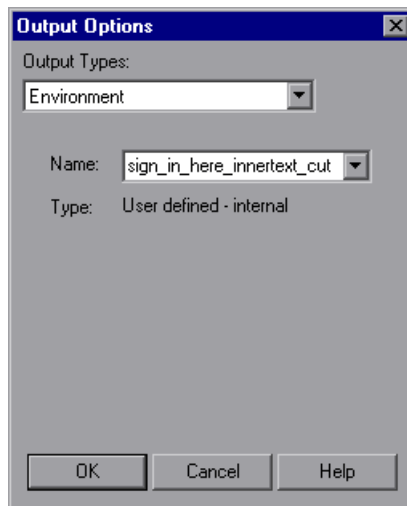 Output Options
Output Types:
Environment
Name: sign_in_here_innertext_cut
Type: User defined - internal
OK Cancel Help